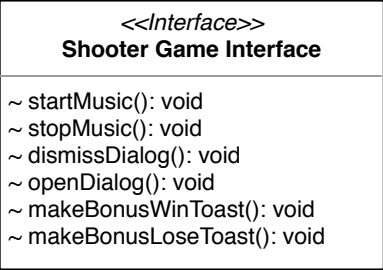 <<Interface>>
Shooter Game Interface
~ startMusic(): void
~ stopMusic(): void
~ dismissDialog(): void
~ openDialog(): void
~ makeBonusWinToast(): void
~ makeBonusLoseToast(): void